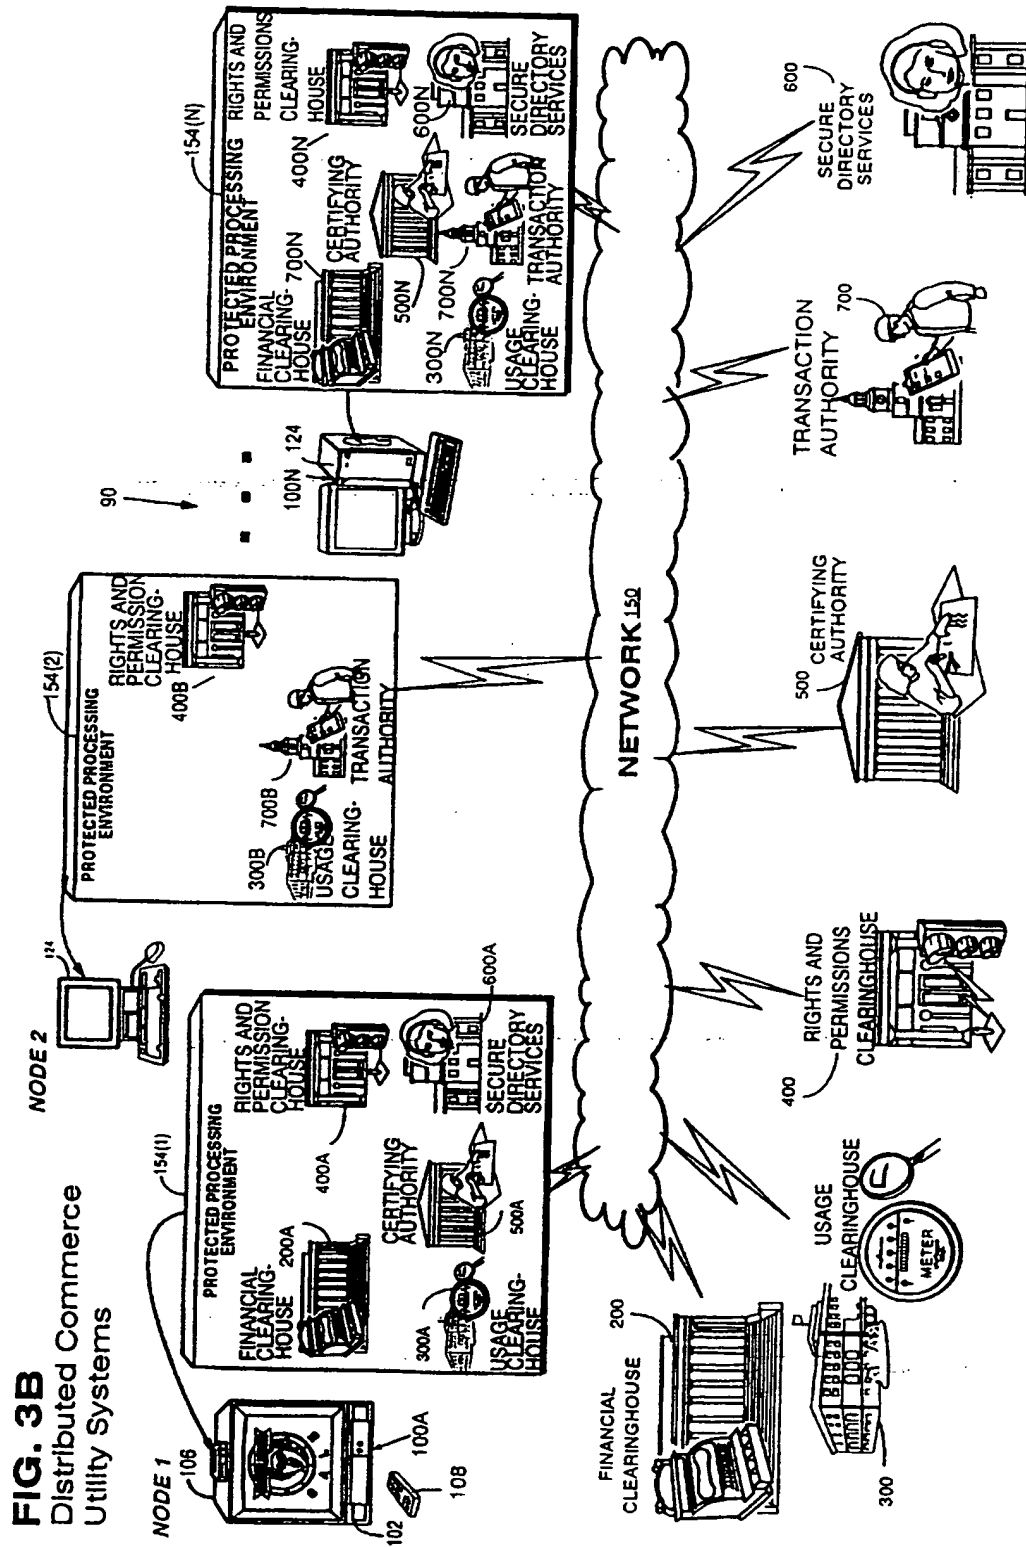 FIG. 3B
Distributed Commerce
Utility Systems
NODE 1
106
102
108
100A
154(1)
PROTECTED PROCESSING
ENVIRONMENT
FINANCIAL
CLEARING-
HOUSE
200A
RIGHTS AND
PERMISSION
CLEARING-
HOUSE
400A
CERTIFYING
AUTHORITY
500A
300A
USAGE
CLEARING-
HOUSE
SECURE
DIRECTORY
SERVICES
600A
NODE 2
124
154(2)
PROTECTED PROCESSING
ENVIRONMENT
RIGHTS AND
PERMISSION
CLEARING-
HOUSE
400B
300B
USAGE
CLEARING-
HOUSE
700B
TRANSACTION
AUTHORITY
90
100N
124
154(N)
PROTECTED PROCESSING
ENVIRONMENT
FINANCIAL
CLEARING-
HOUSE
700N
RIGHTS AND
PERMISSIONS
CLEARING-
HOUSE
400N
CERTIFYING
AUTHORITY
500N
300N
USAGE
CLEARING-
HOUSE
700N
TRANSACTION
AUTHORITY
600N
SECURE
DIRECTORY
SERVICES
NETWORK 150
FINANCIAL
CLEARINGHOUSE
200
300
USAGE
CLEARINGHOUSE
METER
400
RIGHTS AND
PERMISSIONS
CLEARINGHOUSE
500
CERTIFYING
AUTHORITY
TRANSACTION
AUTHORITY
700
SECURE
DIRECTORY
SERVICES
600